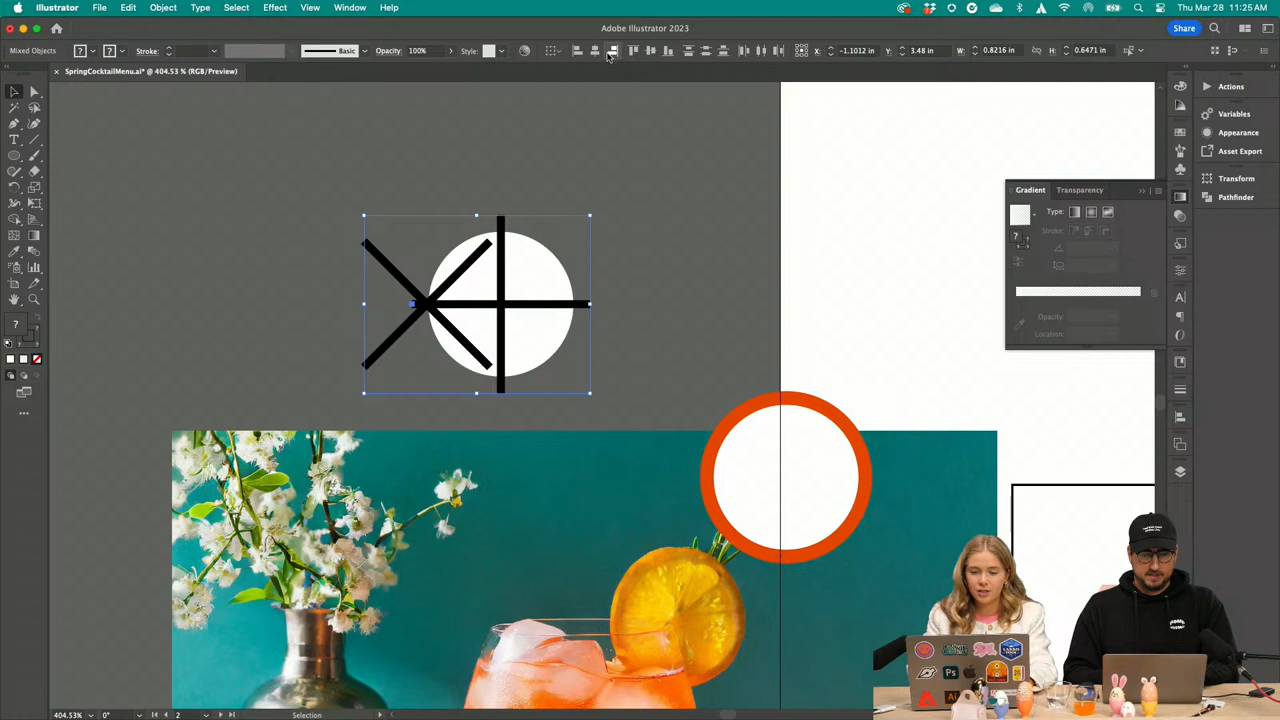 Illustrator File Edit Object Type Select Effect View Window Help
Thu Mar 28 11:25 AM
Adobe Illustrator 2023
Share
Mixed Objects
Stroke:
Basic
Opacity: 100%
Style:
X: -1.1012 in
Y: 3.48 in
W: 0.8216 in
H: 0.6471 in
× SpringCocktailMenu.ai* @ 404.53 % (RGB/Preview)
Actions
Variables
Appearance
Asset Export
Transform
Pathfinder
Gradient Transparency
Type:
Stroke:
Opacity:
Location:
Ps
Ai
404.53% 0° 2 Selection